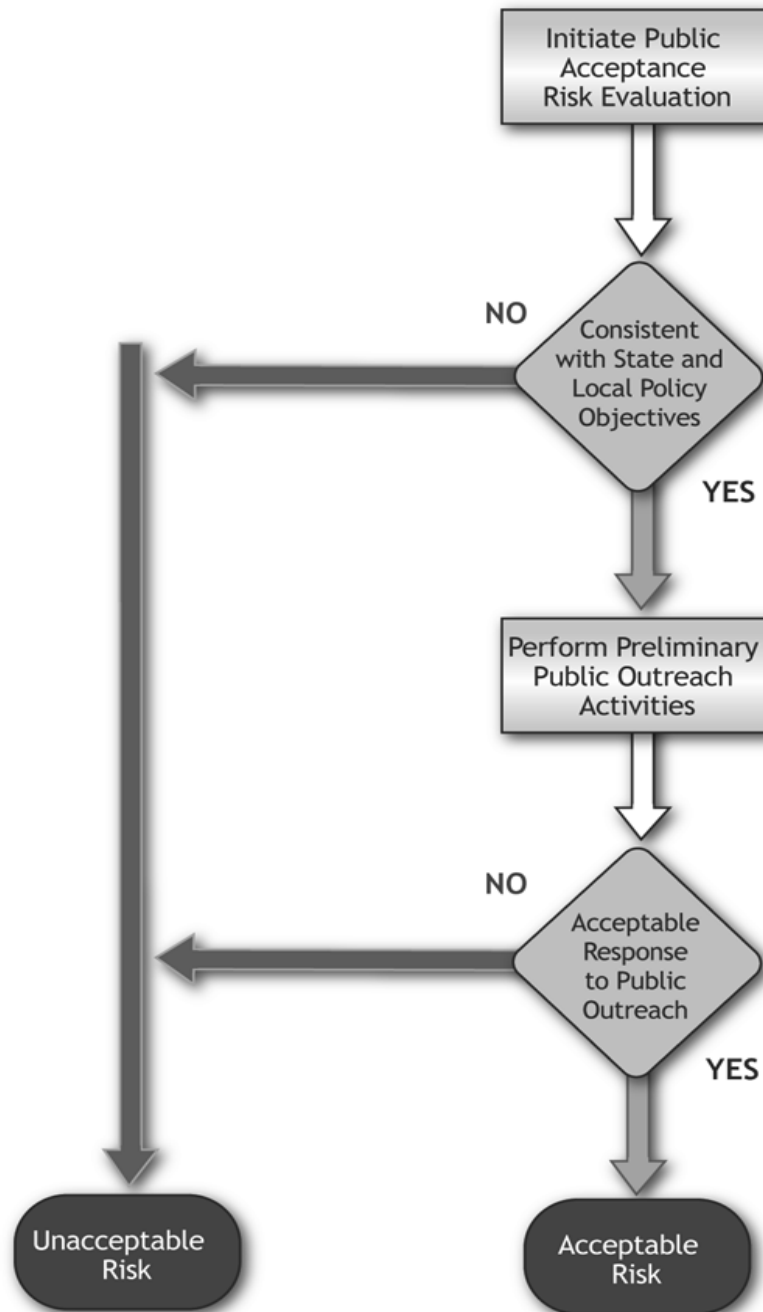 Initiate Public
Acceptance
Risk Evaluation
NO
Consistent
with State and
Local Policy
Objectives
YES
Perform Preliminary
Public Outreach
Activities
NO
Acceptable
Response
to Public
Outreach
YES
Unacceptable
Risk
Acceptable
Risk